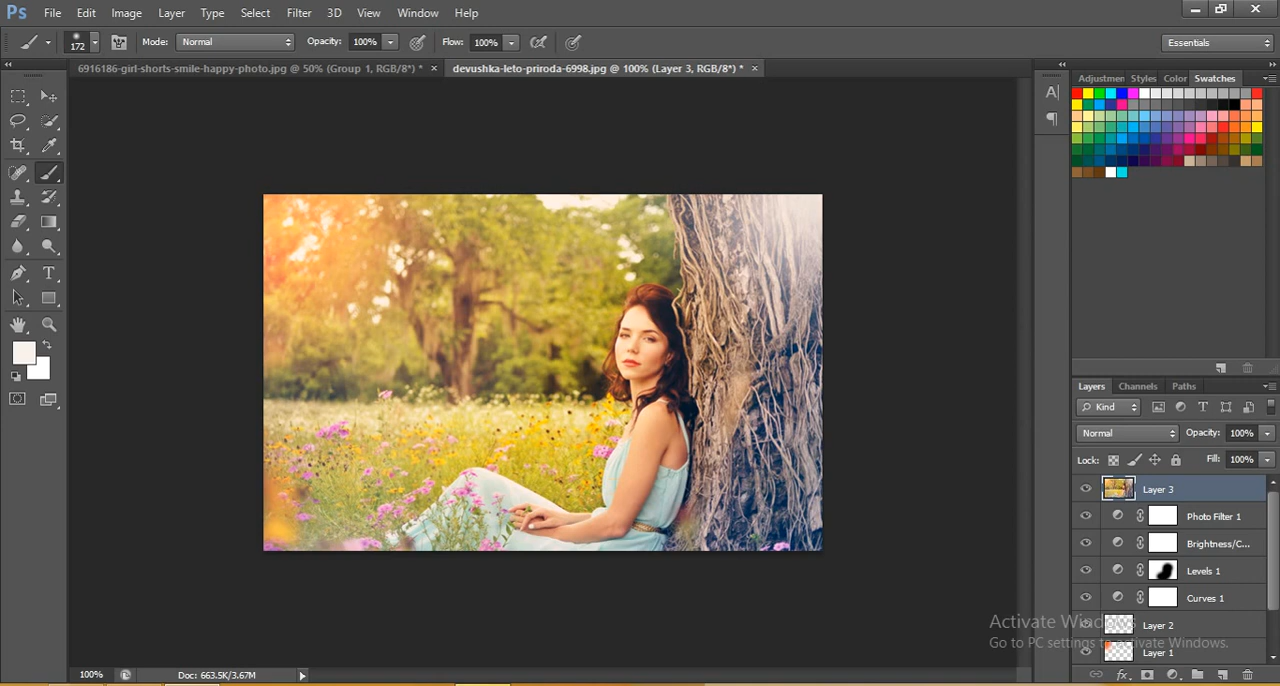 Ps File Edit Image Layer Type Select Filter 3D View Window Help
172 Mode: Normal Opacity: 100% Flow: 100% Essentials
6916186-girl-shorts-smile-happy-photo.jpg @ 50% (Group 1, RGB/8*) * × devushka-leto-priroda-6998.jpg @ 100% (Layer 3, RGB/8*) * ×
Adjustmen Styles Color Swatches
Layers Channels Paths
Kind
Normal Opacity: 100%
Lock: Fill: 100%
Layer 3
Photo Filter 1
Brightness/C...
Levels 1
Curves 1
Layer 2
Layer 1
Activate Windows
Go to PC settings to activate Windows.
100% Doc: 663.5K/3.67M